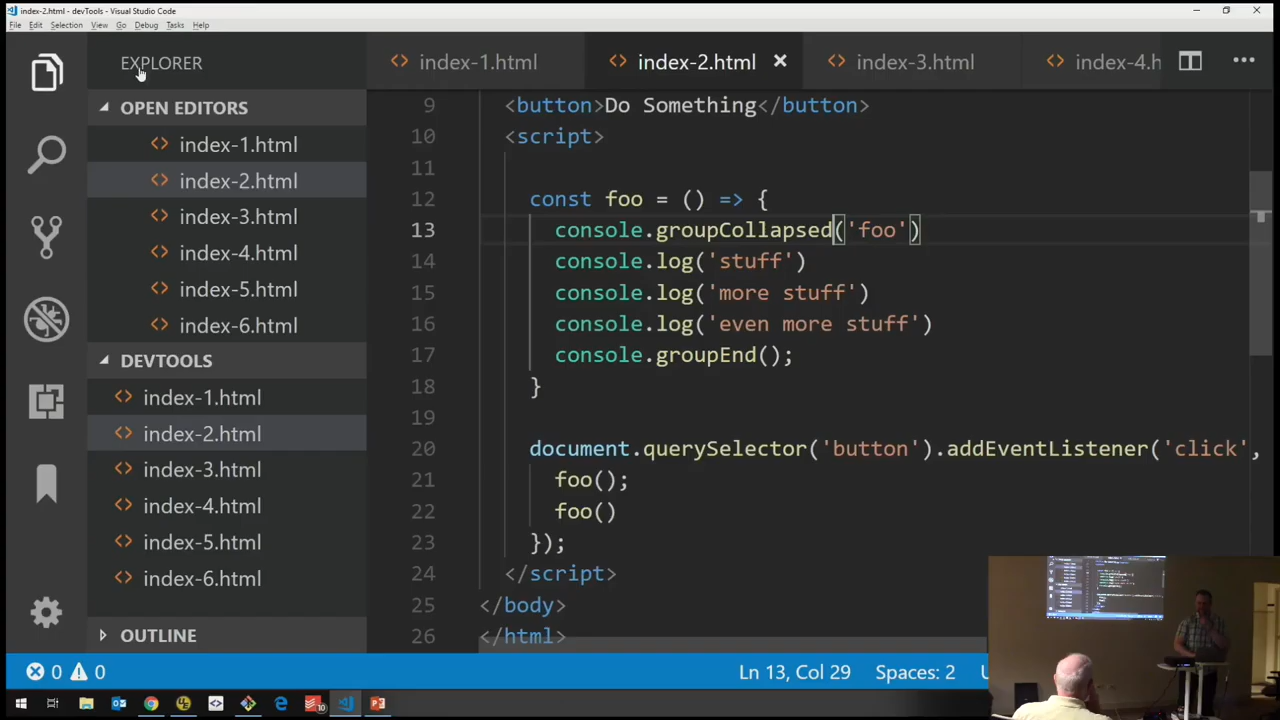 index-2.html - devTools - Visual Studio Code
File Edit Selection View Go Debug Tasks Help
EXPLORER
OPEN EDITORS
index-1.html
index-2.html
index-3.html
index-4.html
index-5.html
index-6.html
DEVTOOLS
index-1.html
index-2.html
index-3.html
index-4.html
index-5.html
index-6.html
OUTLINE
index-1.html index-2.html index-3.html index-4.h
9 <button>Do Something</button>
10 <script>
11
12 const foo = () => {
13 console.groupCollapsed('foo')
14 console.log('stuff')
15 console.log('more stuff')
16 console.log('even more stuff')
17 console.groupEnd();
18 }
19
20 document.querySelector('button').addEventListener('click',
21 foo();
22 foo()
23 });
24 </script>
25 </body>
26 </html>
0 0 Ln 13, Col 29 Spaces: 2 U
10